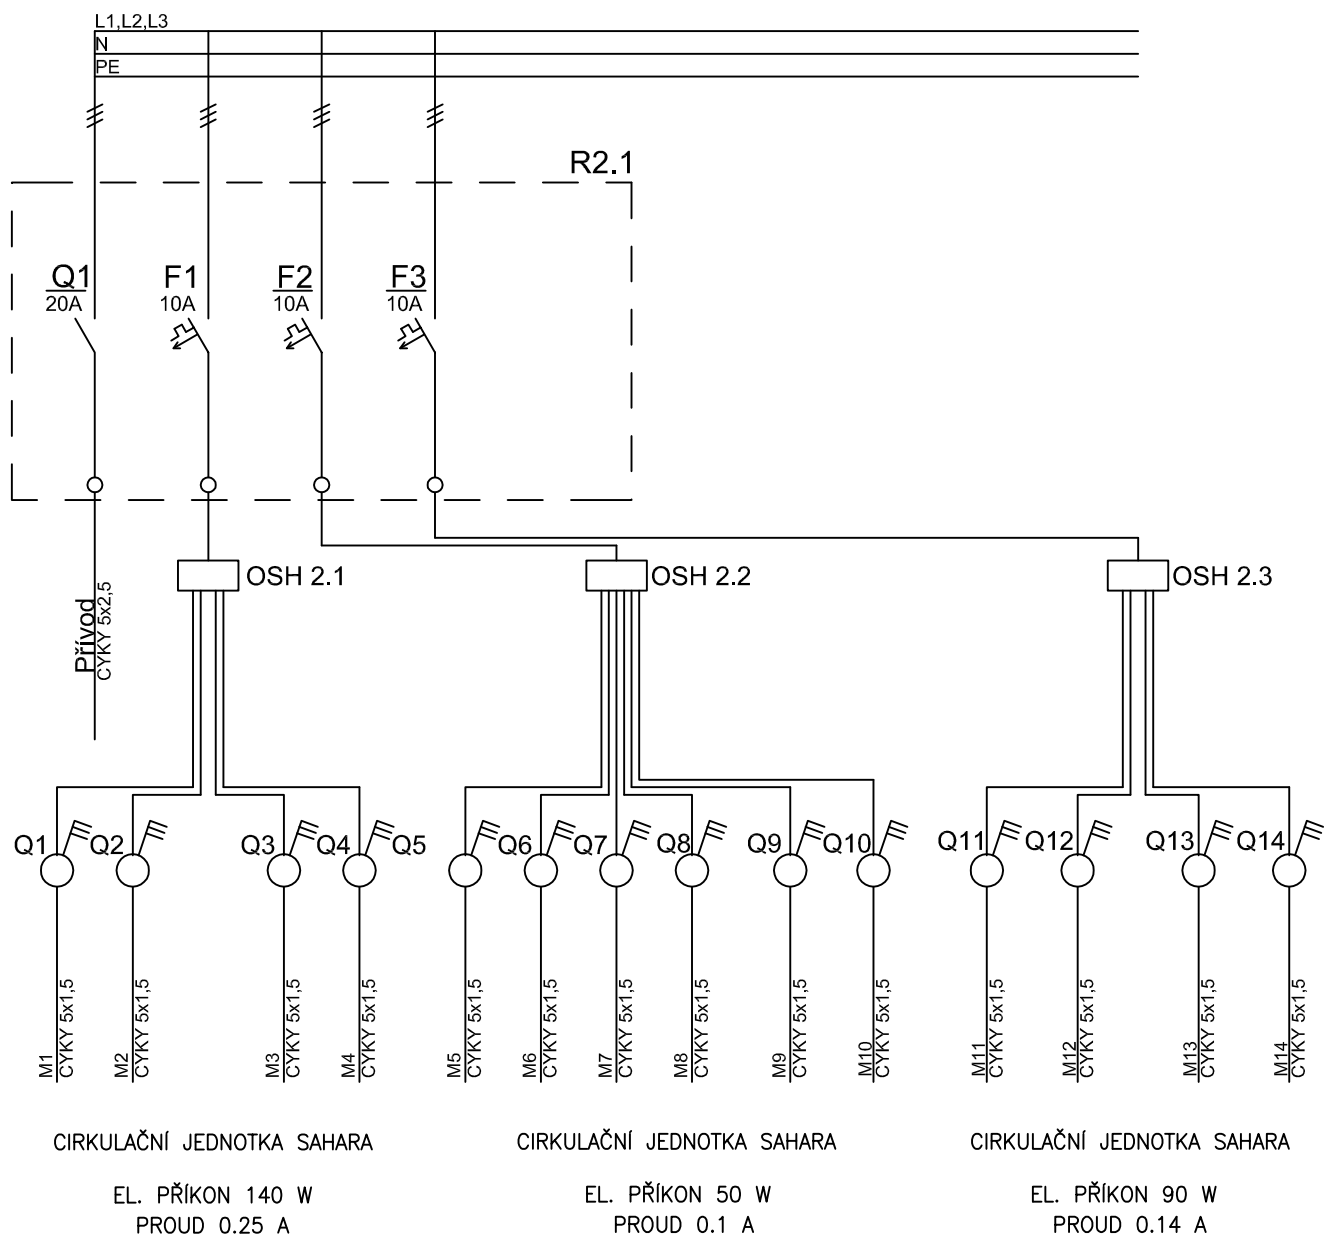 L1,L2,L3
N
PE
R2.1
Q1 F1 F2 F3
20A 10A 10A 10A
OSH 2.1 OSH 2.2 OSH 2.3
Přívod
CYKY 5x2,5
Q1 Q2 Q3 Q4 Q5 Q6 Q7 Q8 Q9 Q10 Q11 Q12 Q13 Q14
M1
CYKY 5x1,5
M2
CYKY 5x1,5
M3
CYKY 5x1,5
M4
CYKY 5x1,5
M5
CYKY 5x1,5
M6
CYKY 5x1,5
M7
CYKY 5x1,5
M8
CYKY 5x1,5
M9
CYKY 5x1,5
M10
CYKY 5x1,5
M11
CYKY 5x1,5
M12
CYKY 5x1,5
M13
CYKY 5x1,5
M14
CYKY 5x1,5
CIRKULAČNÍ JEDNOTKA SAHARA
EL. PŘÍKON 140 W
PROUD 0.25 A
CIRKULAČNÍ JEDNOTKA SAHARA
EL. PŘÍKON 50 W
PROUD 0.1 A
CIRKULAČNÍ JEDNOTKA SAHARA
EL. PŘÍKON 90 W
PROUD 0.14 A